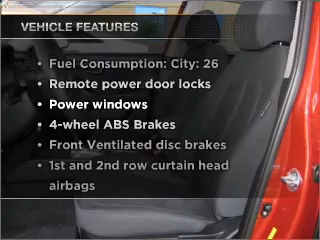 VEHICLE FEATURES
• Fuel Consumption: City: 26
• Remote power door locks
• Power windows
• 4-wheel ABS Brakes
• Front Ventilated disc brakes
• 1st and 2nd row curtain head
airbags